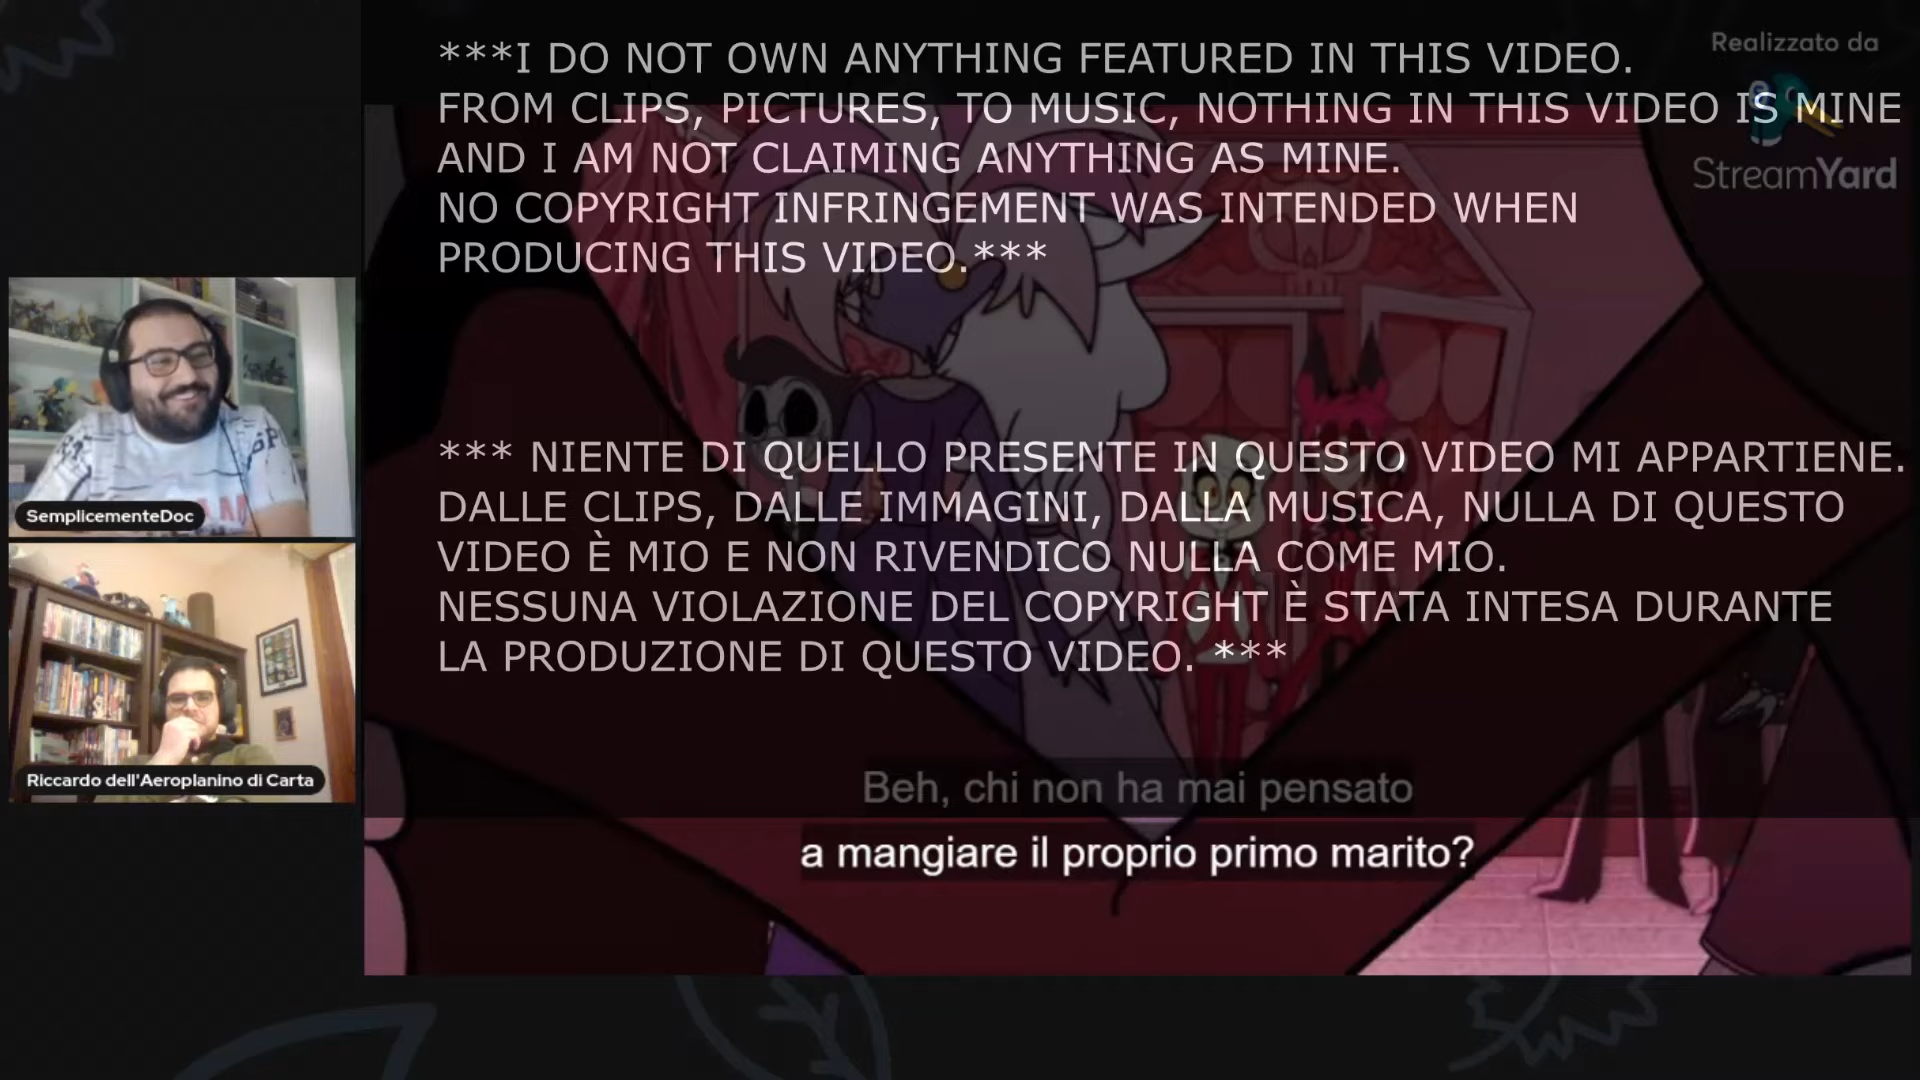 ***I DO NOT OWN ANYTHING FEATURED IN THIS VIDEO.
FROM CLIPS, PICTURES, TO MUSIC, NOTHING IN THIS VIDEO IS MINE
AND I AM NOT CLAIMING ANYTHING AS MINE.
NO COPYRIGHT INFRINGEMENT WAS INTENDED WHEN
PRODUCING THIS VIDEO.***
Realizzato da
StreamYard
*** NIENTE DI QUELLO PRESENTE IN QUESTO VIDEO MI APPARTIENE.
DALLE CLIPS, DALLE IMMAGINI, DALLA MUSICA, NULLA DI QUESTO
VIDEO È MIO E NON RIVENDICO NULLA COME MIO.
NESSUNA VIOLAZIONE DEL COPYRIGHT È STATA INTESA DURANTE
LA PRODUZIONE DI QUESTO VIDEO. ***
SemplicementeDoc
Riccardo dell'Aeroplanino di Carta
Beh, chi non ha mai pensato
a mangiare il proprio primo marito?